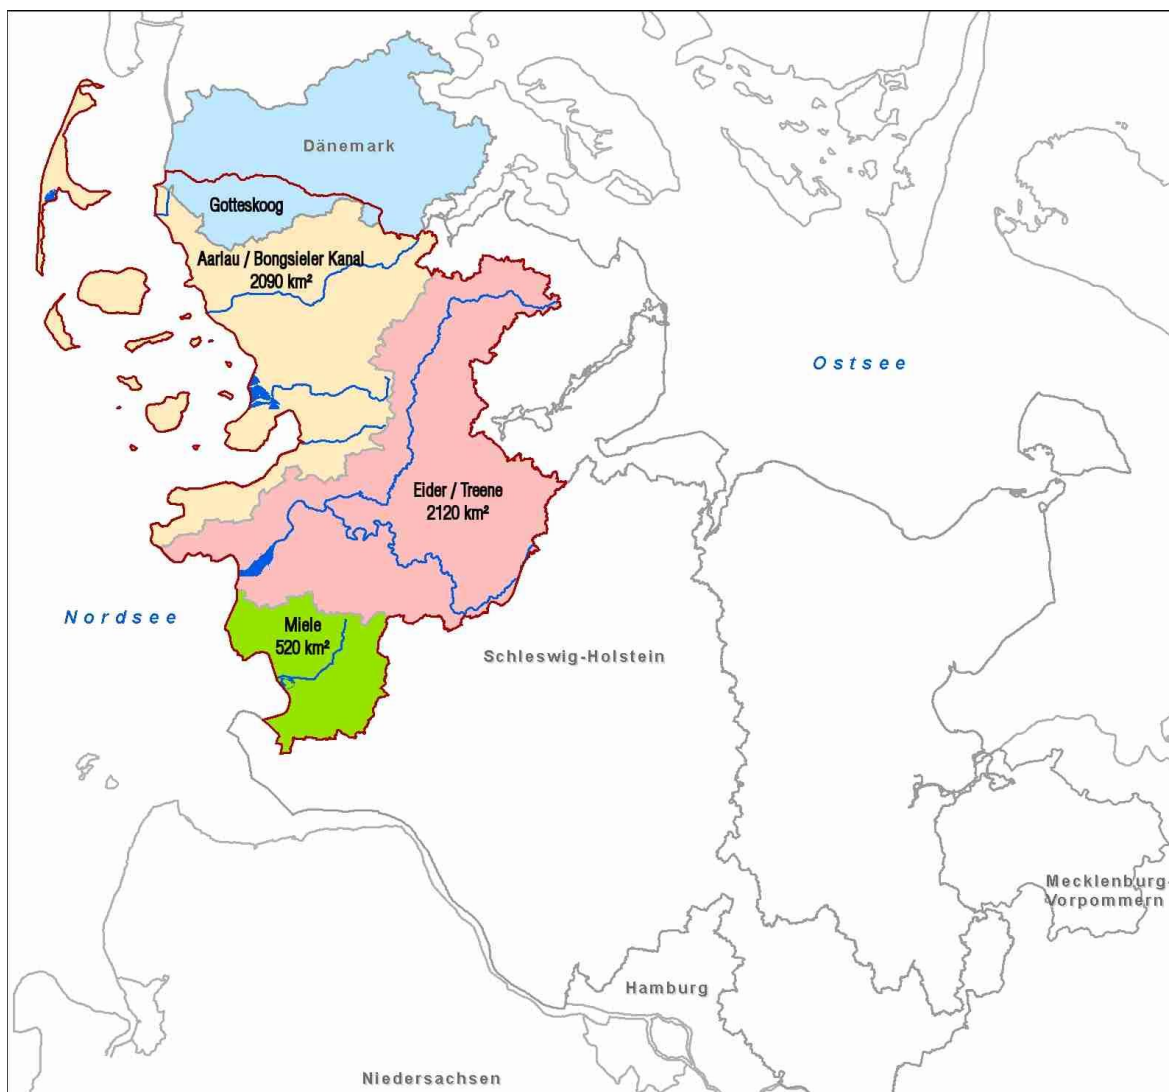 Dänemark
Gotteskoog
Aarlau / Bongsieler Kanal
2090 km²
Ostsee
Eider / Treene
2120 km²
Nordsee
Miele
520 km²
Schleswig-Holstein
Mecklenburg-
Vorpommern
Hamburg
Niedersachsen